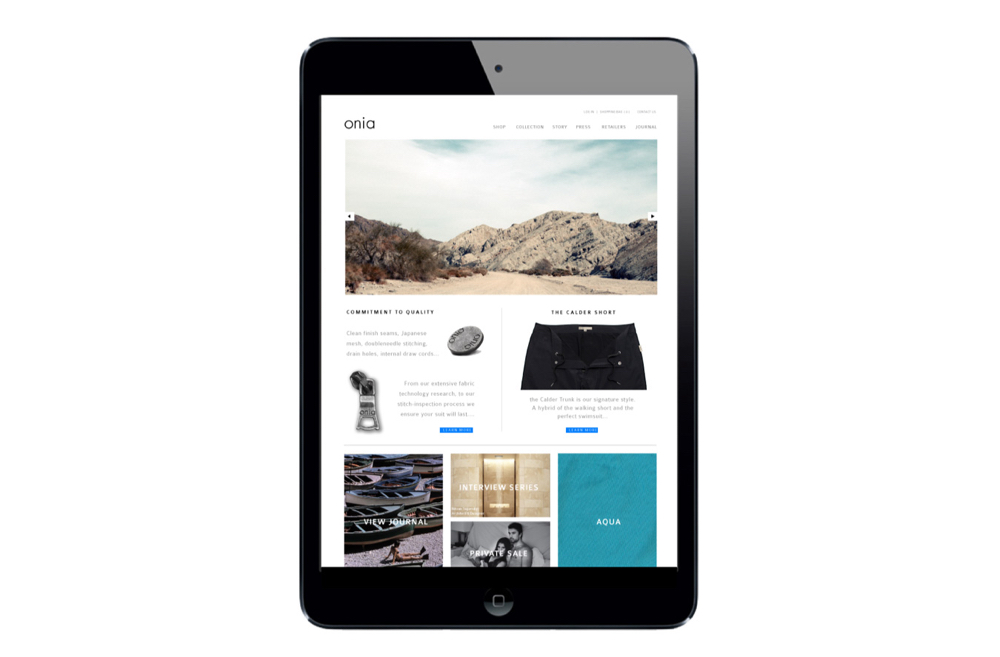 LOG IN
SHOPPING BAG
CONTACT US
onia
SHOP COLLECTION STORY PRESS RETAILERS JOURNAL
COMMITMENT TO QUALITY
Clean finish seams, Japanese
mesh, doubleneedle stitching,
drain holes, internal draw cords...
onia
onia
From our extensive fabric
technology research, to our
stitch-inspection process we
ensure your suit will last....
LEARN MORE
THE CALDER SHORT
the Calder Trunk is our signature style.
A hybrid of the walking short and the
perfect swimsuit...
LEARN MORE
VIEW JOURNAL
INTERVIEW SERIES
PRIVATE SALE
AQUA